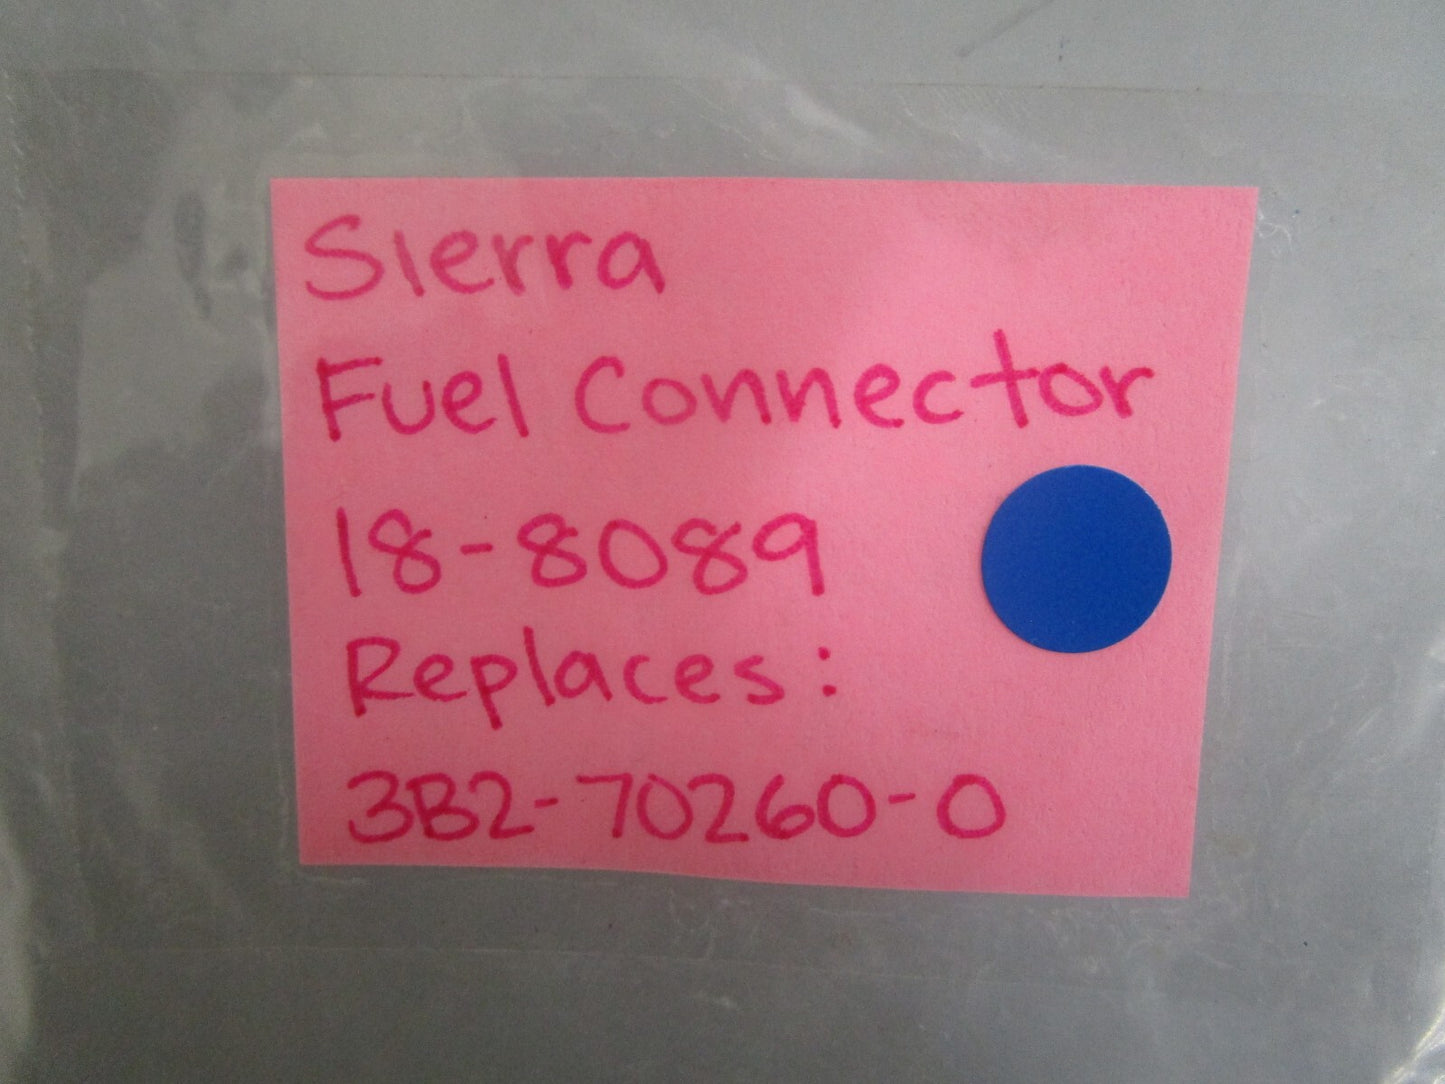 Sierra
Fuel Connector
18-8089
Replaces:
3B2-70260-0